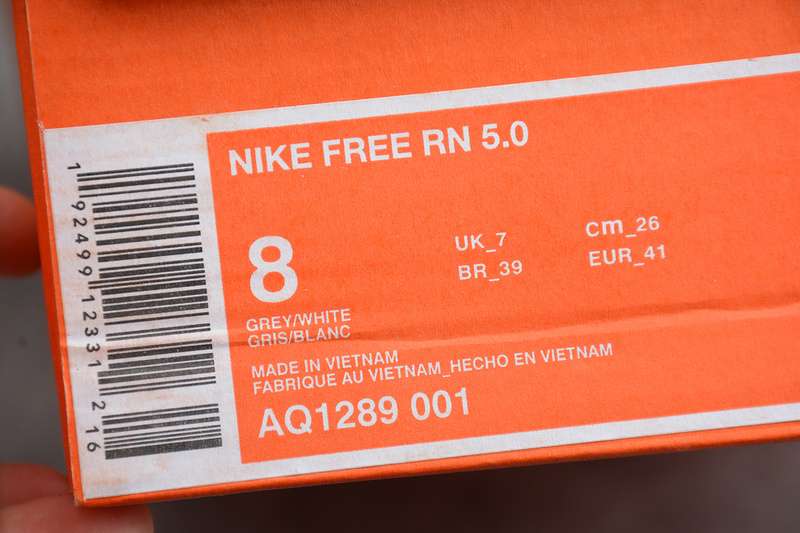 NIKE FREE RN 5.0
8
UK_7
cm_26
BR_39
EUR_41
GREY/WHITE
GRIS/BLANC
MADE IN VIETNAM
FABRIQUE AU VIETNAM_HECHO EN VIETNAM
AQ1289 001
1 92499 12331 2 16